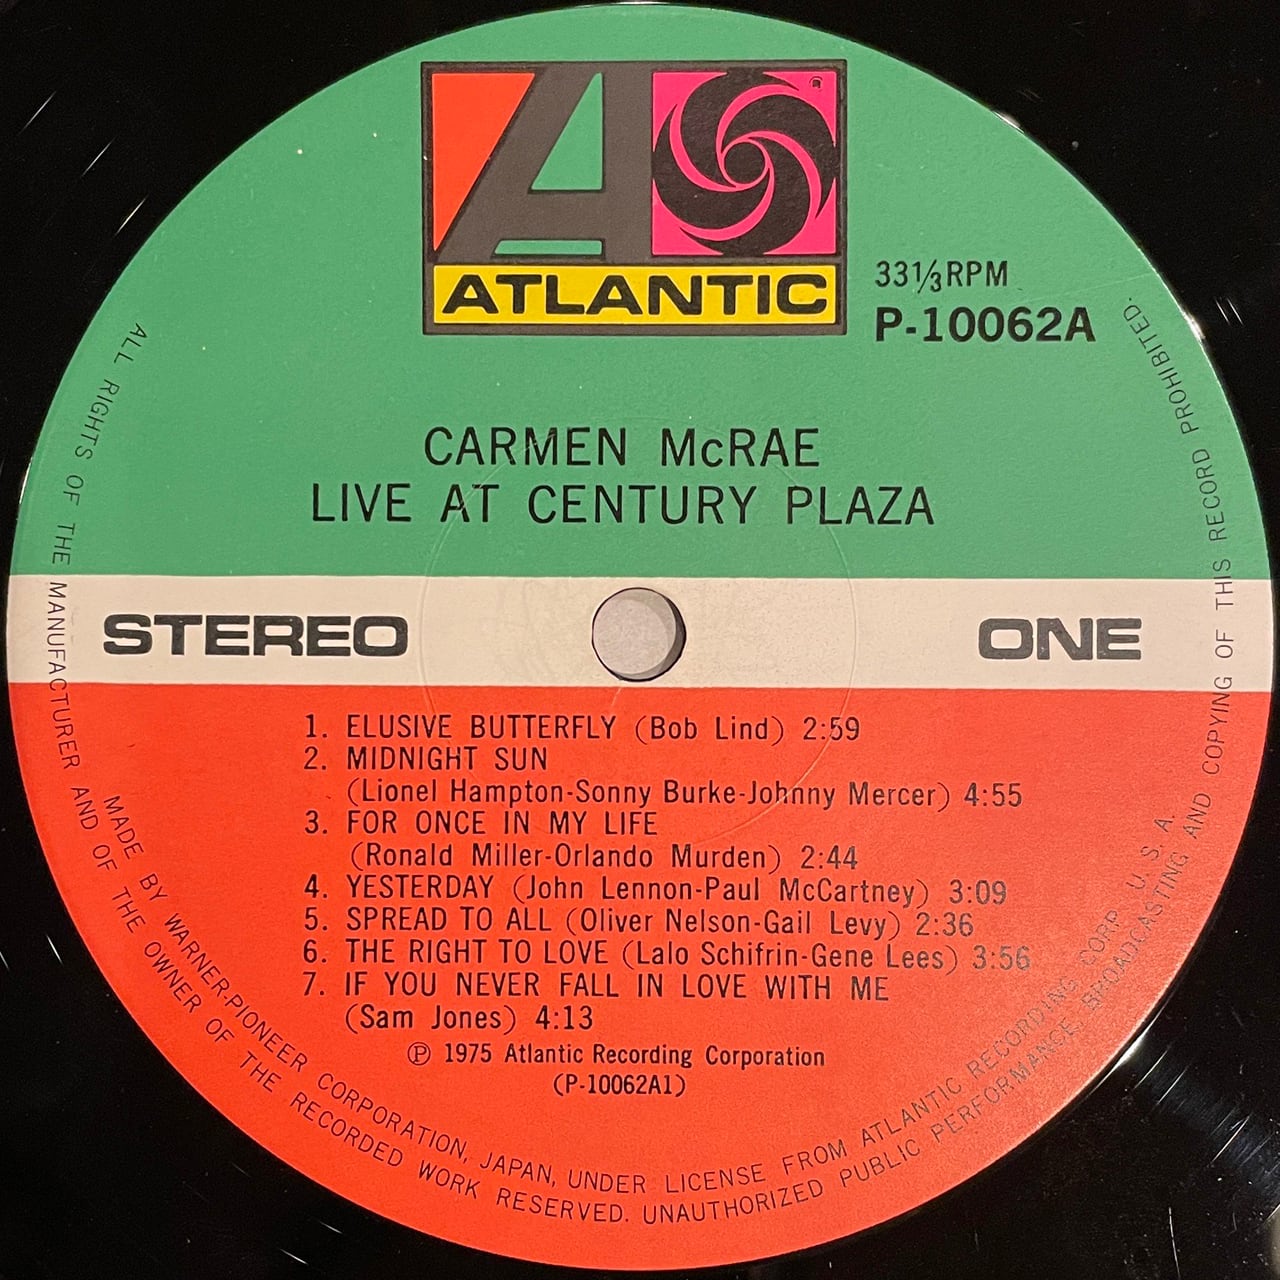 ATLANTIC
33⅓RPM
P-10062A
CARMEN McRAE
LIVE AT CENTURY PLAZA
STEREO
ONE
1. ELUSIVE BUTTERFLY (Bob Lind) 2:59
2. MIDNIGHT SUN
(Lionel Hampton-Sonny Burke-Johnny Mercer) 4:55
3. FOR ONCE IN MY LIFE
(Ronald Miller-Orlando Murden) 2:44
4. YESTERDAY (John Lennon-Paul McCartney) 3:09
5. SPREAD TO ALL (Oliver Nelson-Gail Levy) 2:36
6. THE RIGHT TO LOVE (Lalo Schifrin-Gene Lees) 3:56
7. IF YOU NEVER FALL IN LOVE WITH ME
(Sam Jones) 4:13
Ⓟ 1975 Atlantic Recording Corporation
(P-10062A1)
MADE BY WARNER-PIONEER CORPORATION, JAPAN, UNDER LICENSE FROM ATLANTIC RECORDING CORP. U. S. A.
ALL RIGHTS OF THE MANUFACTURER AND OF THE OWNER OF THE RECORDED WORK RESERVED. UNAUTHORIZED PUBLIC PERFORMANCE, BROADCASTING AND COPYING OF THIS RECORD PROHIBITED.